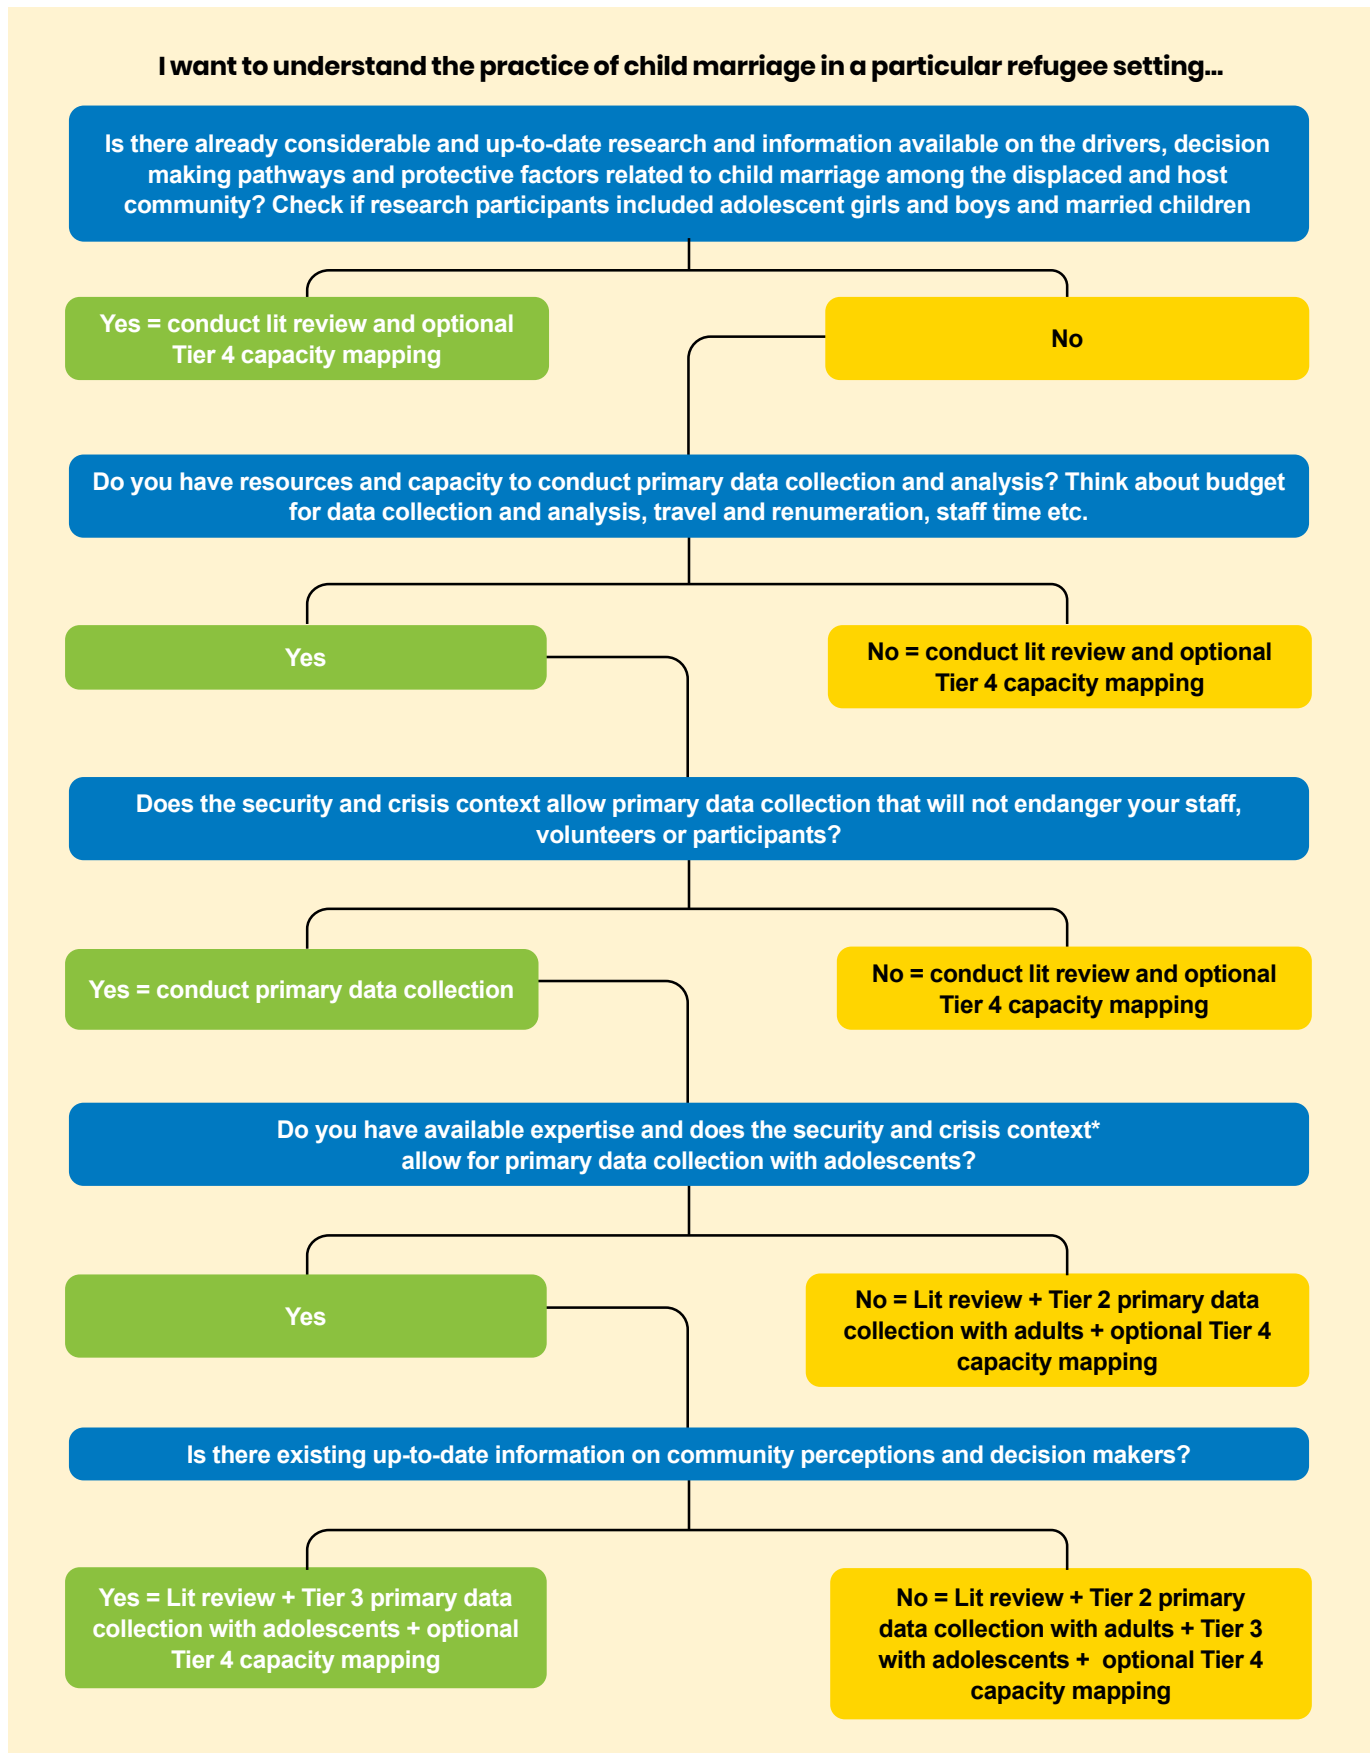 I want to understand the practice of child marriage in a particular refugee setting...
Is there already considerable and up-to-date research and information available on the drivers, decision
making pathways and protective factors related to child marriage among the displaced and host
community? Check if research participants included adolescent girls and boys and married children
Yes = conduct lit review and optional
Tier 4 capacity mapping
No
Do you have resources and capacity to conduct primary data collection and analysis? Think about budget
for data collection and analysis, travel and renumeration, staff time etc.
Yes
No = conduct lit review and optional
Tier 4 capacity mapping
Does the security and crisis context allow primary data collection that will not endanger your staff,
volunteers or participants?
Yes = conduct primary data collection
No = conduct lit review and optional
Tier 4 capacity mapping
Do you have available expertise and does the security and crisis context*
allow for primary data collection with adolescents?
Yes
No = Lit review + Tier 2 primary data
collection with adults + optional Tier 4
capacity mapping
Is there existing up-to-date information on community perceptions and decision makers?
Yes = Lit review + Tier 3 primary data
collection with adolescents + optional
Tier 4 capacity mapping
No = Lit review + Tier 2 primary
data collection with adults + Tier 3
with adolescents + optional Tier 4
capacity mapping